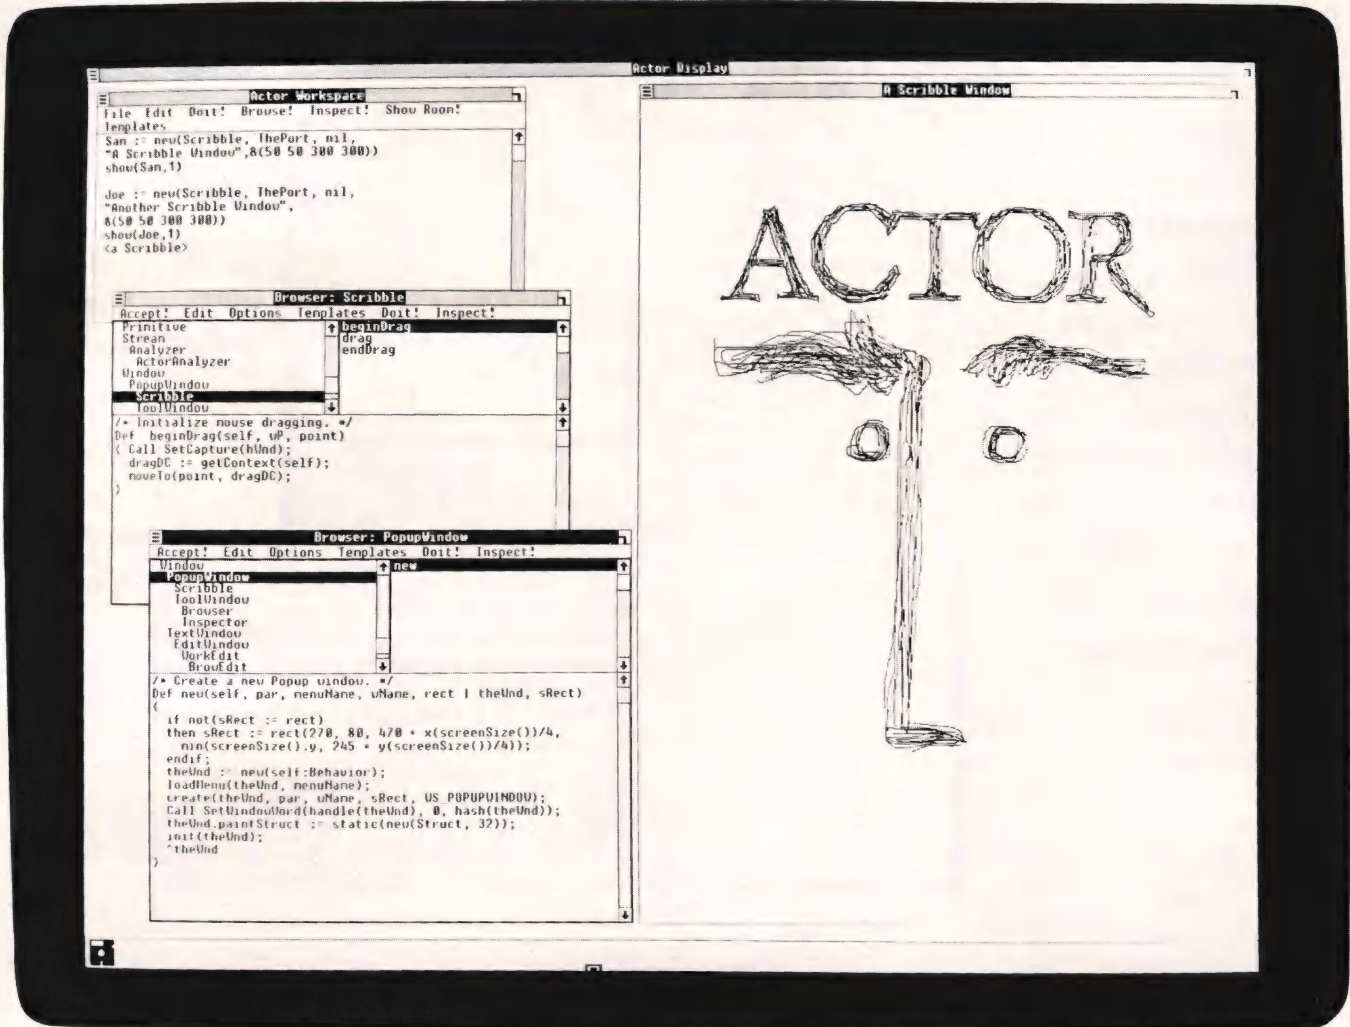 Actor Display
Actor Workspace
File Edit Doit! Browse! Inspect! Show Room!
Templates
Sam := new(Scribble, ThePort, nil,
"A Scribble Window",&(50 50 300 300))
show(Sam,1)
Joe := new(Scribble, ThePort, nil,
"Another Scribble Window",
&(50 50 300 300))
show(Joe,1)
<a Scribble>
Browser: Scribble
Accept! Edit Options Templates Doit! Inspect!
Primitive
Stream
Analyzer
ActorAnalyzer
Window
PopupWindow
Scribble
ToolWindow
beginDrag
drag
endDrag
/* Initialize mouse dragging. */
Def beginDrag(self, wP, point)
{ Call SetCapture(hWnd);
dragDC := getContext(self);
moveTo(point, dragDC);
}
Browser: PopupWindow
Accept! Edit Options Templates Doit! Inspect!
Window
PopupWindow
Scribble
ToolWindow
Browser
Inspector
TextWindow
EditWindow
WorkEdit
BrowEdit
new
/* Create a new Popup window. */
Def new(self, par, menuName, wName, rect | theWnd, sRect)
{
if not(sRect := rect)
then sRect := rect(270, 80, 470 + x(screenSize())/4,
min(screenSize().y, 245 + y(screenSize())/4));
endif;
theWnd := new(self:Behavior);
loadMenu(theWnd, menuName);
create(theWnd, par, wName, sRect, WS_POPUPWINDOW);
Call SetWindowWord(handle(theWnd), 0, hash(theWnd));
theWnd.paintStruct := static(new(Struct, 32));
init(theWnd);
^theWnd
}
A Scribble Window
ACTOR